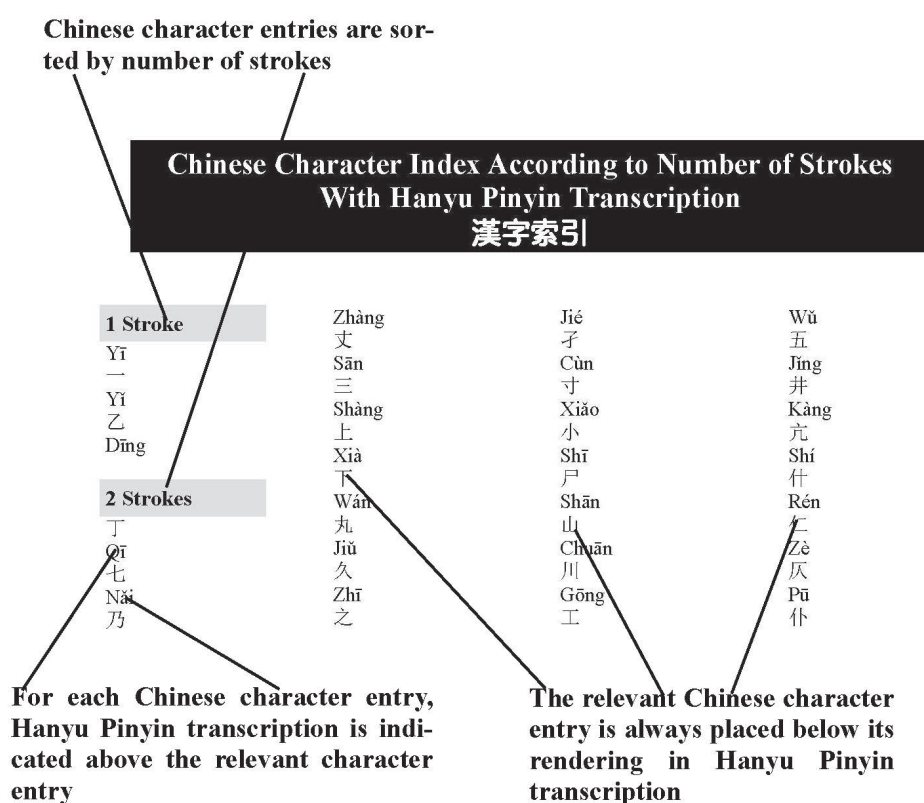 Chinese character entries are sor-
ted by number of strokes
Chinese Character Index According to Number of Strokes
With Hanyu Pinyin Transcription
漢字索引
1 Stroke
Yī
一
Yǐ
乙
Dīng
2 Strokes
丁
Qī
七
Nǎi
乃
Zhàng
丈
Sān
三
Shàng
上
Xià
下
Wán
丸
Jiǔ
久
Zhī
之
Jié
孑
Cùn
寸
Xiǎo
小
Shī
尸
Shān
山
Chuān
川
Gōng
工
Wǔ
五
Jǐng
井
Kàng
亢
Shí
什
Rén
仁
Zè
仄
Pū
仆
For each Chinese character entry,
Hanyu Pinyin transcription is indi-
cated above the relevant character
entry
The relevant Chinese character
entry is always placed below its
rendering in Hanyu Pinyin
transcription